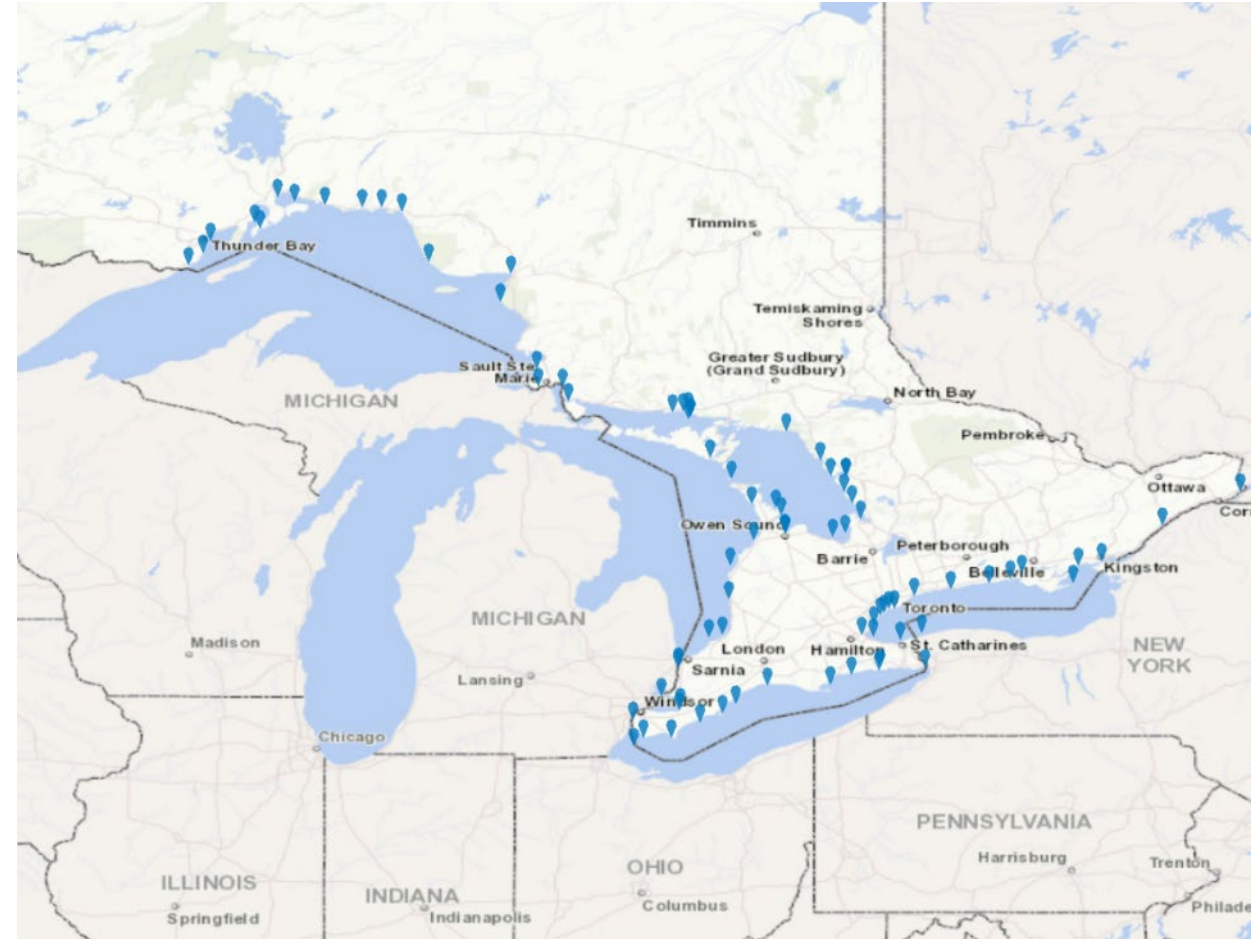 Timmins
Thunder Bay
Temiskaming
Shores
Greater Sudbury
(Grand Sudbury)
Sault Ste.
Marie
North Bay
MICHIGAN
Pembroke
Ottawa
Cor
Owen Sound
Peterborough
Barrie
Belleville
Kingston
Toronto
MICHIGAN
London
Hamilton
St. Catharines
NEW
YORK
Madison
Sarnia
Lansing
Windsor
Chicago
PENNSYLVANIA
Harrisburg
Trenton
OHIO
ILLINOIS
INDIANA
Columbus
Springfield
Indianapolis
Philade